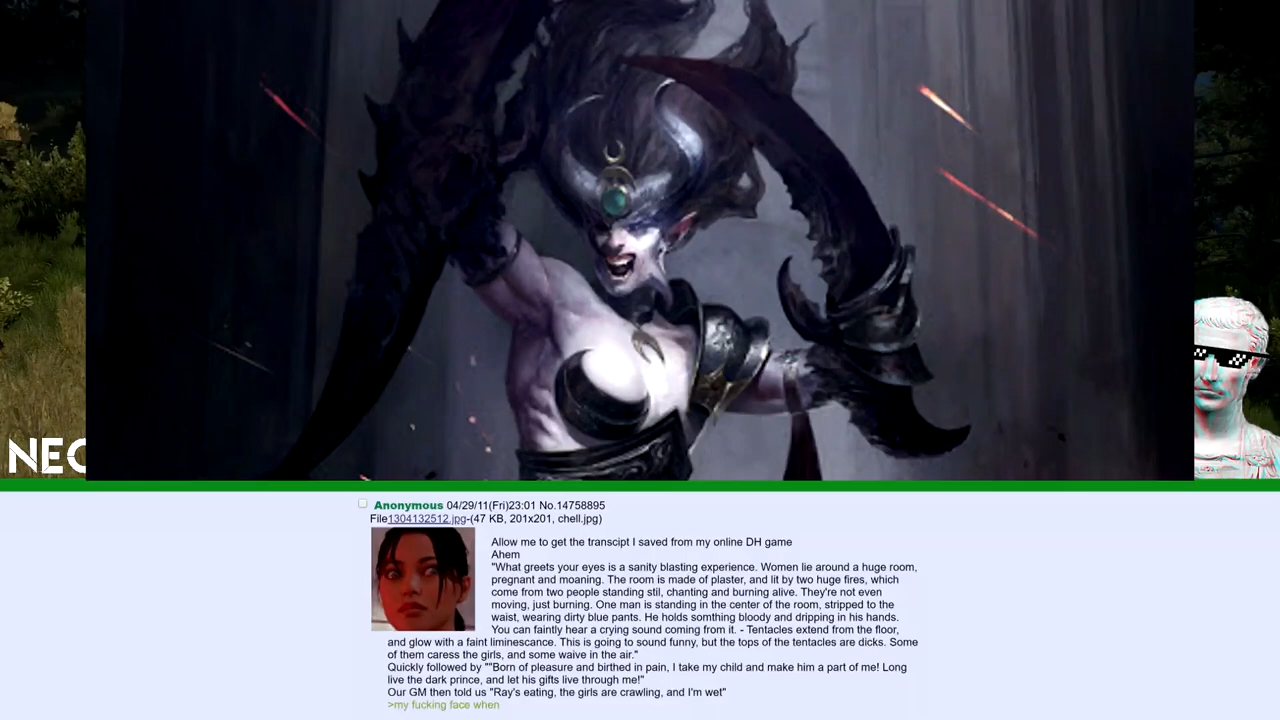 NEC
Anonymous 04/29/11(Fri)23:01 No.14758895
File1304132512.jpg-(47 KB, 201x201, chell.jpg)
Allow me to get the transcipt I saved from my online DH game
Ahem
"What greets your eyes is a sanity blasting experience. Women lie around a huge room,
pregnant and moaning. The room is made of plaster, and lit by two huge fires, which
come from two people standing stil, chanting and burning alive. They're not even
moving, just burning. One man is standing in the center of the room, stripped to the
waist, wearing dirty blue pants. He holds somthing bloody and dripping in his hands.
You can faintly hear a crying sound coming from it. - Tentacles extend from the floor,
and glow with a faint liminescance. This is going to sound funny, but the tops of the tentacles are dicks. Some
of them caress the girls, and some waive in the air."
Quickly followed by ""Born of pleasure and birthed in pain, I take my child and make him a part of me! Long
live the dark prince, and let his gifts live through me!"
Our GM then told us "Ray's eating, the girls are crawling, and I'm wet"
>my fucking face when